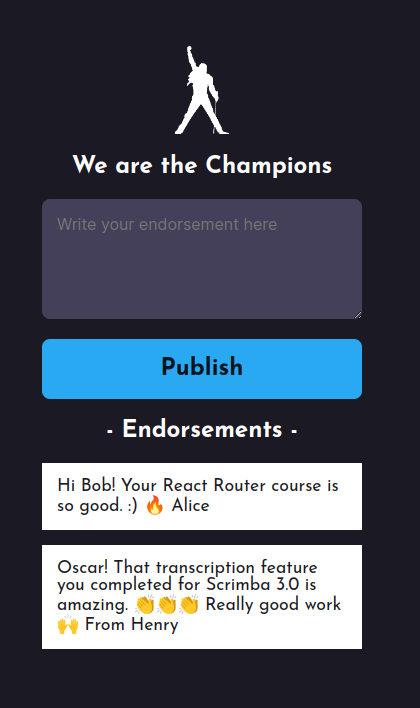 We are the Champions
Write your endorsement here
Publish
- Endorsements -
Hi Bob! Your React Router course is
so good. :) 🔥 Alice
Oscar! That transcription feature
you completed for Scrimba 3.0 is
amazing. 👏👏👏 Really good work
🙌 From Henry